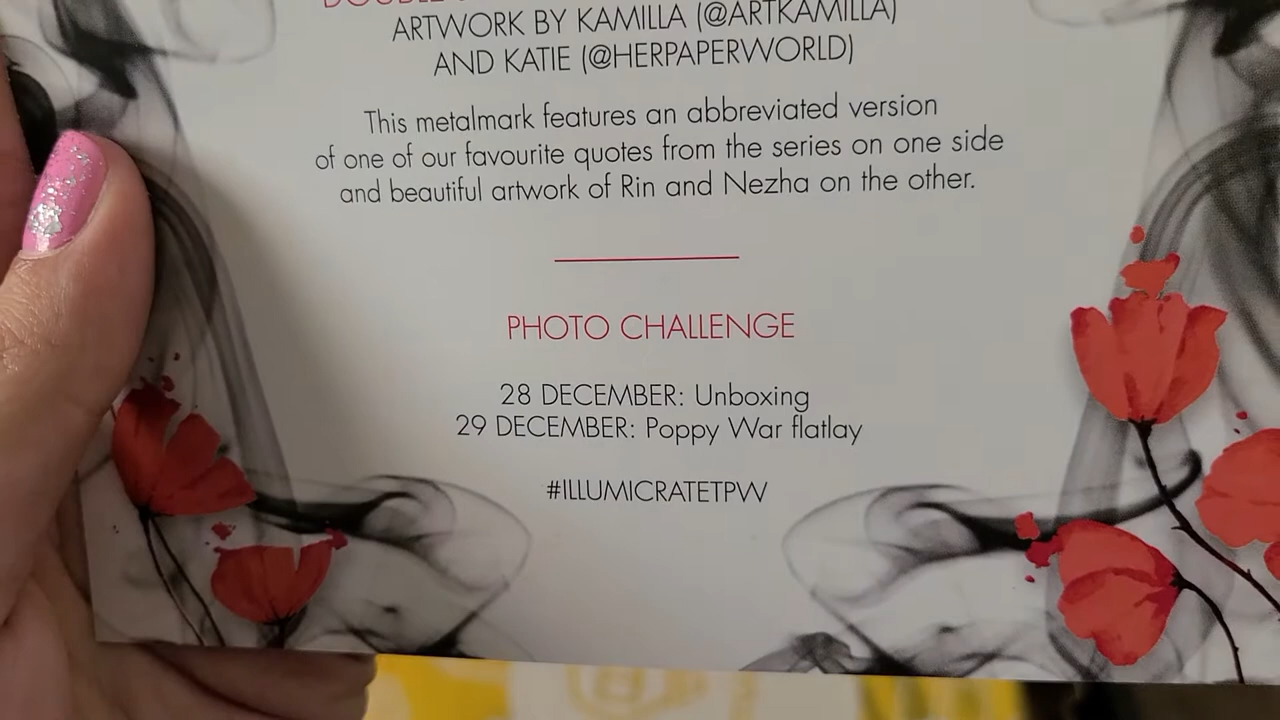 DOUBLE
ARTWORK BY KAMILLA (@ARTKAMILLA)
AND KATIE (@HERPAPERWORLD)
This metalmark features an abbreviated version
of one of our favourite quotes from the series on one side
and beautiful artwork of Rin and Nezha on the other.
PHOTO CHALLENGE
28 DECEMBER: Unboxing
29 DECEMBER: Poppy War flatlay
#ILLUMICRATETPW